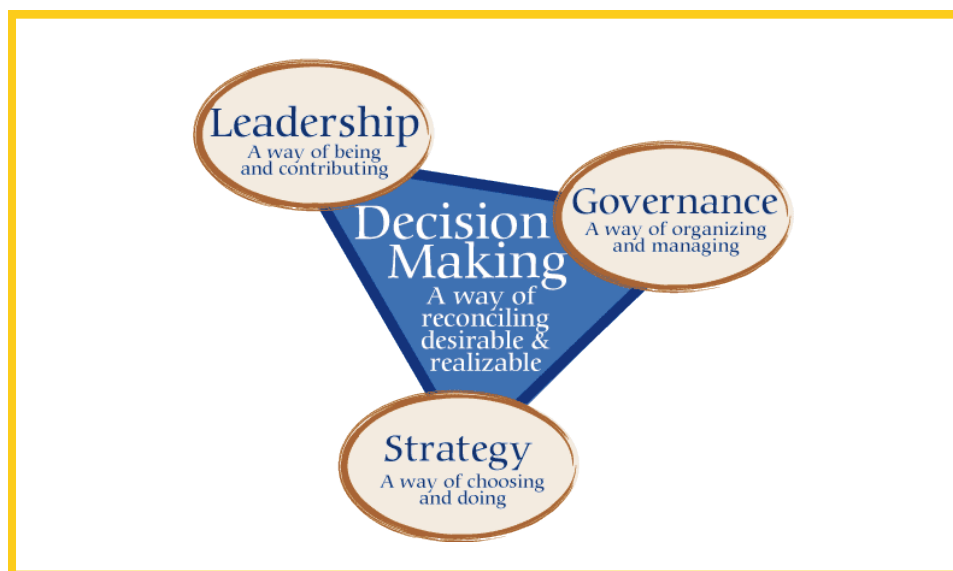 Leadership
A way of being
and contributing
Governance
A way of organizing
and managing
Decision
Making
A way of
reconciling
desirable &
realizable
Strategy
A way of choosing
and doing